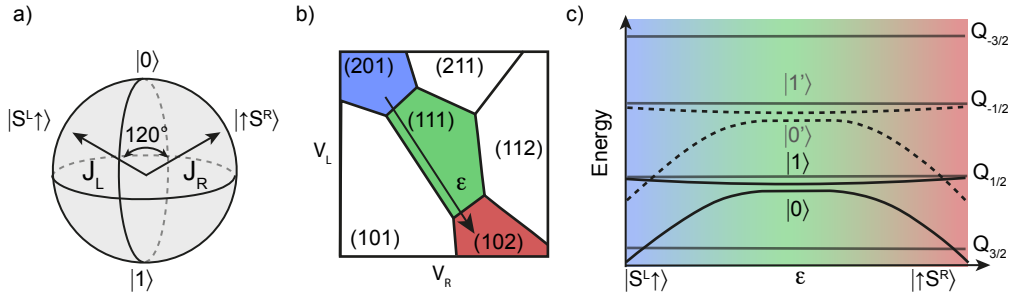 a)
|0⟩
|S^L↑⟩
120°
|↑S^R⟩
J_L
J_R
|1⟩
b)
(201)
(211)
(111)
V_L
(112)
ε
(101)
(102)
V_R
c)
Energy
Q_-3/2
|1'⟩
Q_-1/2
|0'⟩
|1⟩
Q_1/2
|0⟩
Q_3/2
|S^L↑⟩
ε
|↑S^R⟩